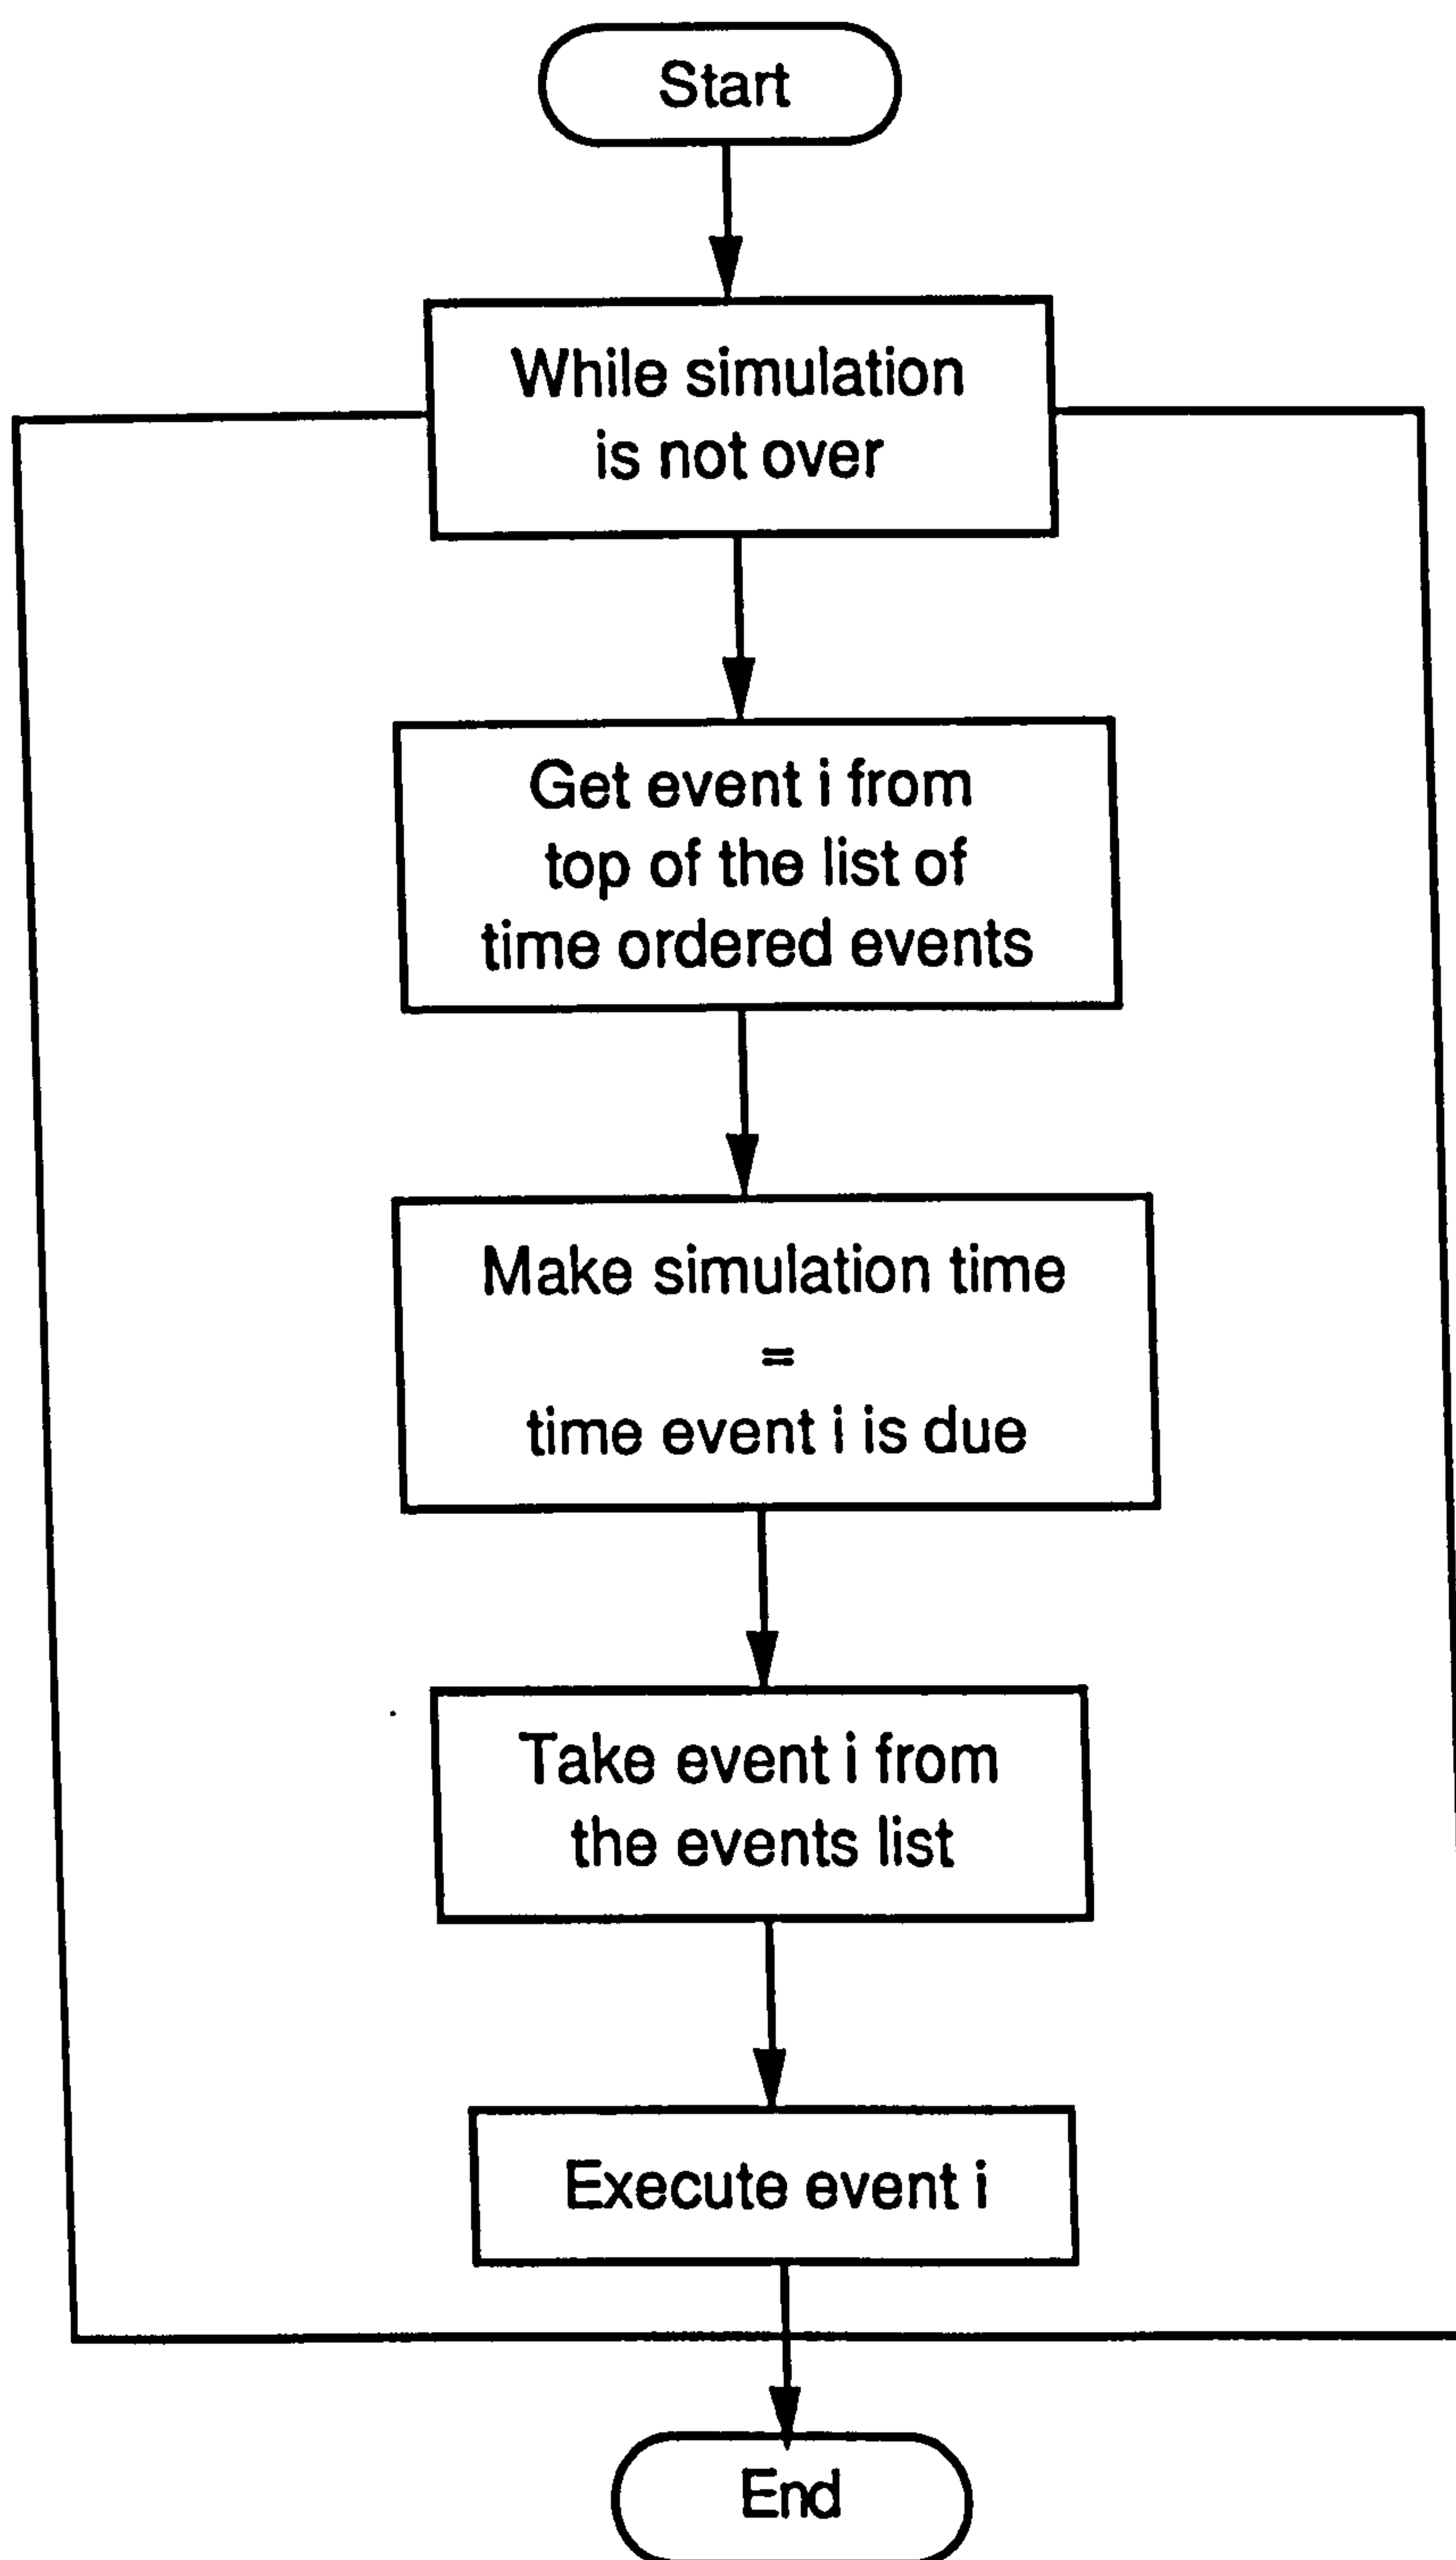 Start
While simulation
is not over
Get event i from
top of the list of
time ordered events
Make simulation time
=
time event i is due
Take event i from
the events list
Execute event i
End